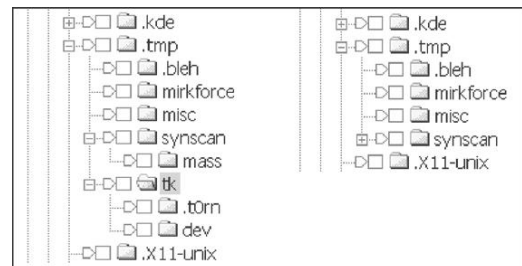 .kde
.tmp
.bleh
mirkforce
misc
synscan
mass
tk
.t0rn
dev
.X11-unix
.kde
.tmp
.bleh
mirkforce
misc
synscan
.X11-unix